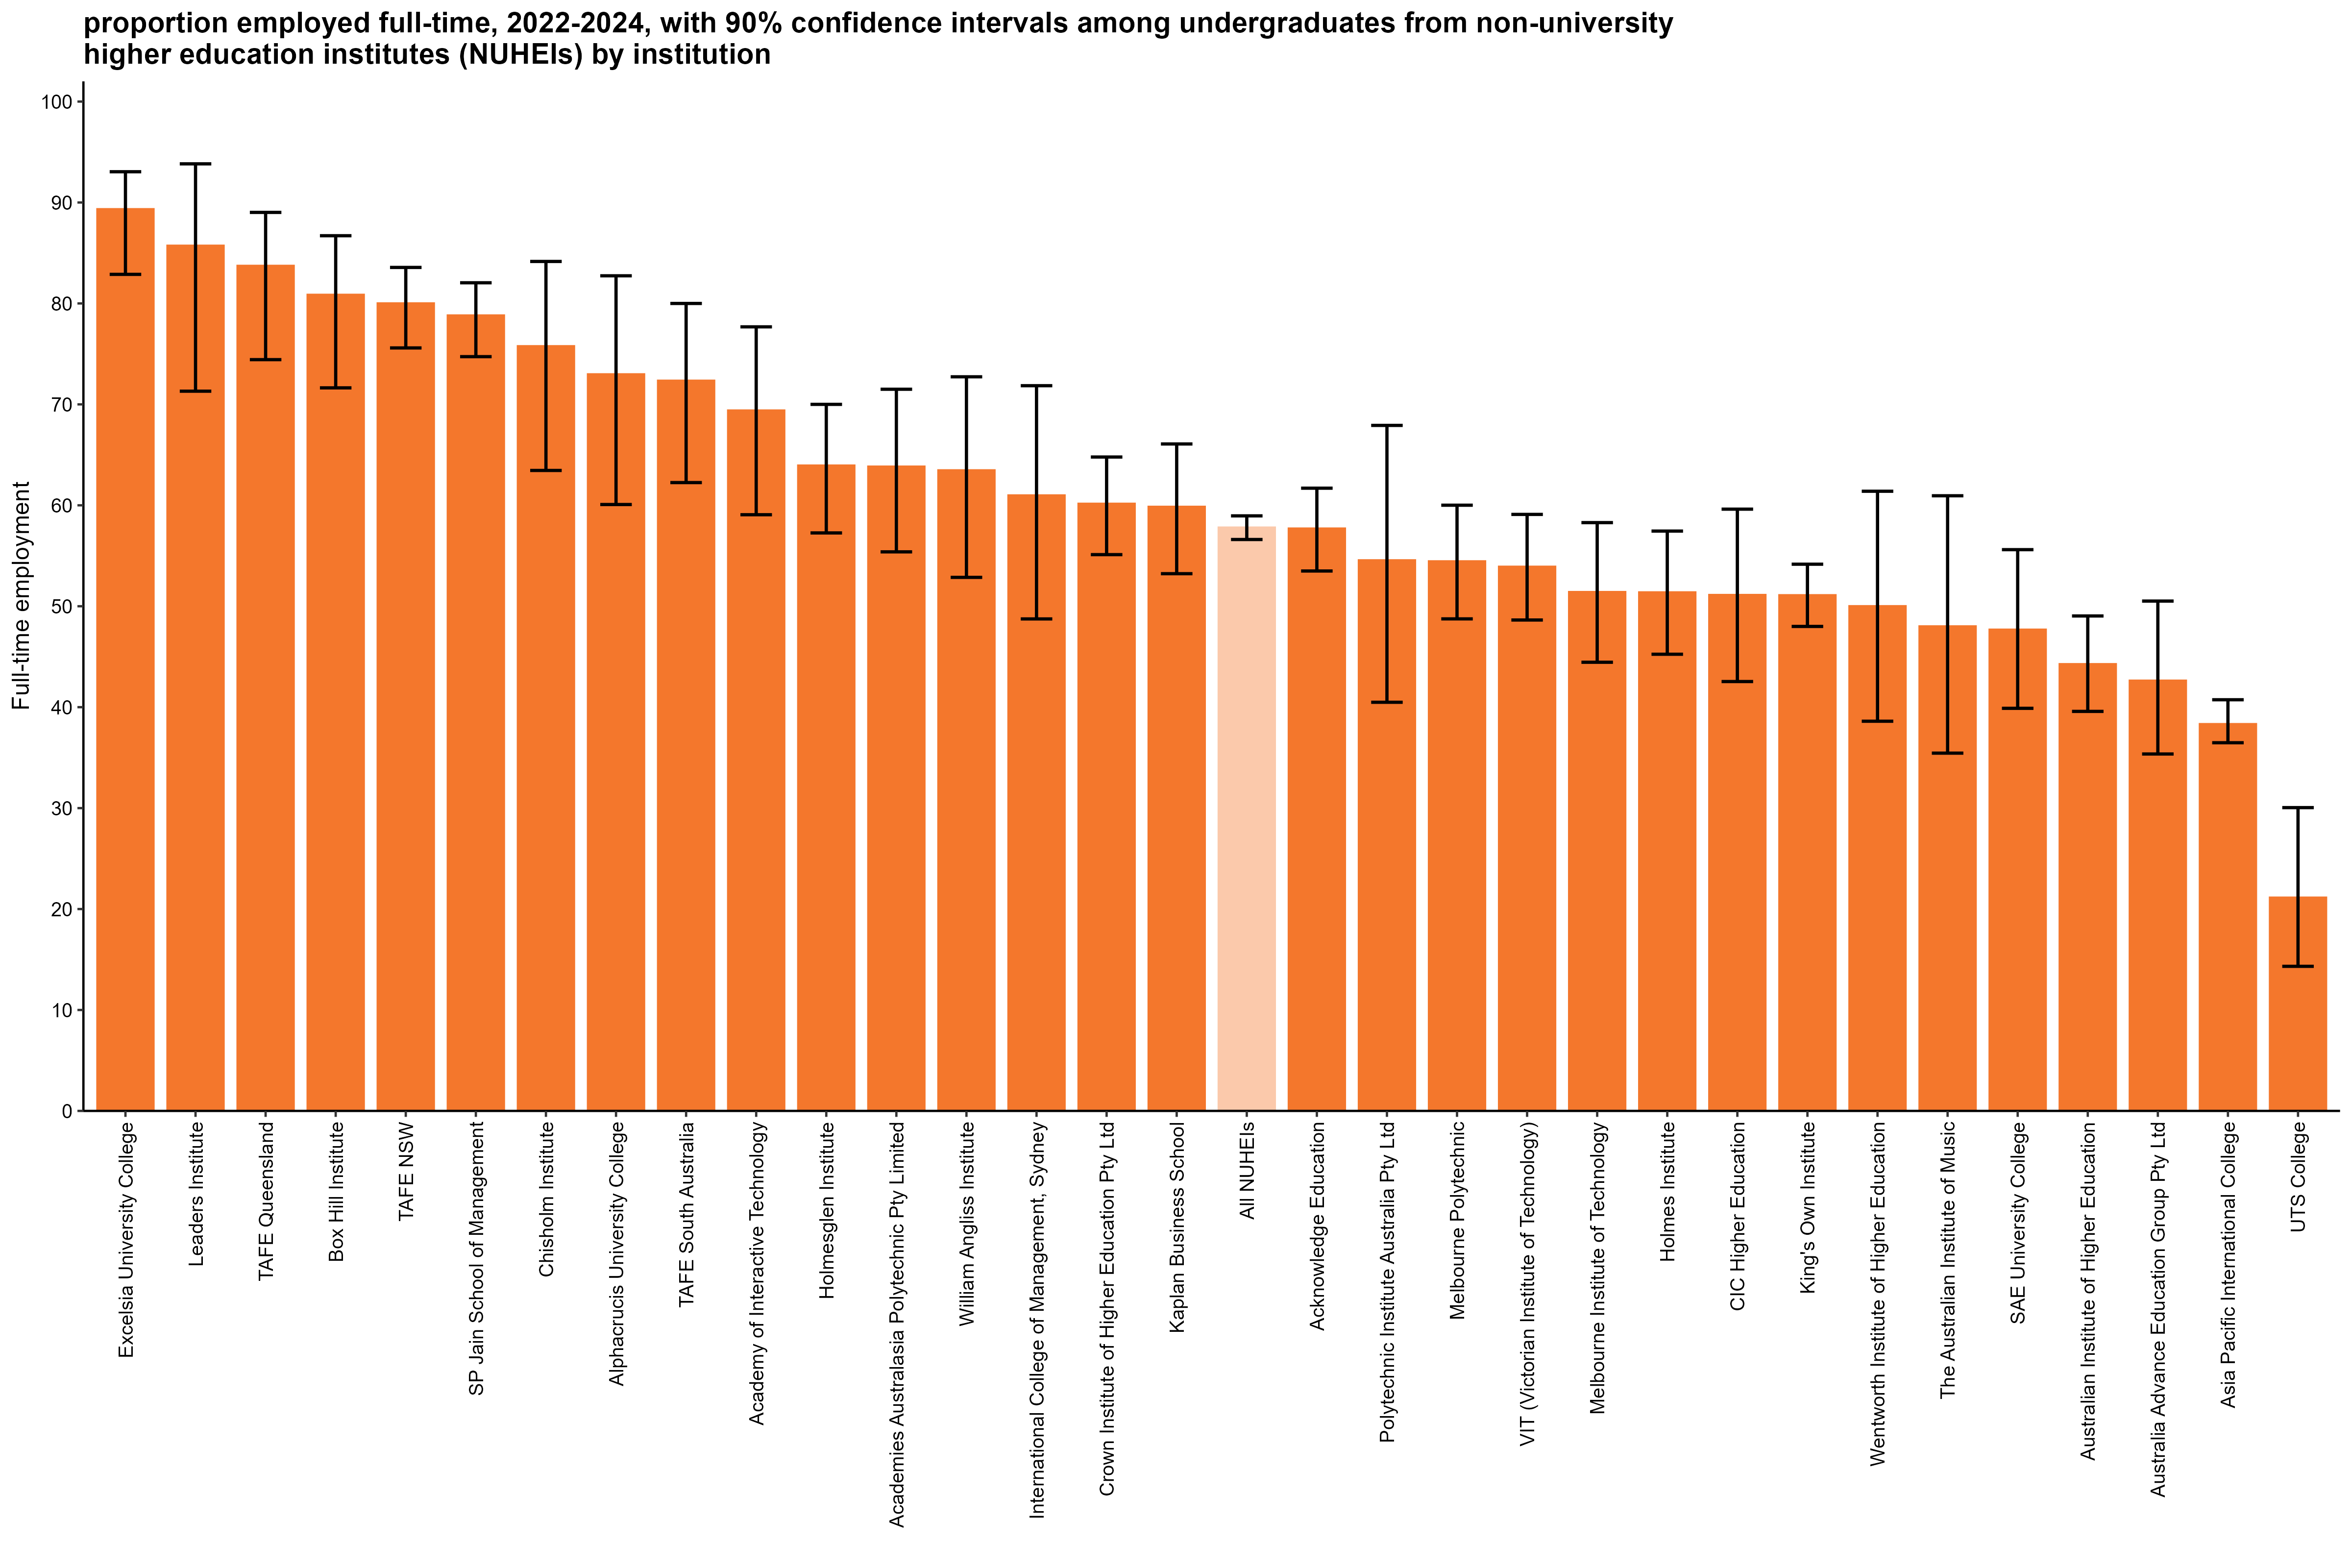 proportion employed full-time, 2022-2024, with 90% confidence intervals among undergraduates from non-university
higher education institutes (NUHEIs) by institution
Full-time employment
100
90
80
70
60
50
40
30
20
10
0
Excelsia University College
Leaders Institute
TAFE Queensland
Box Hill Institute
TAFE NSW
SP Jain School of Management
Chisholm Institute
Alphacrucis University College
TAFE South Australia
Academy of Interactive Technology
Holmesglen Institute
Academies Australasia Polytechnic Pty Limited
William Angliss Institute
International College of Management, Sydney
Crown Institute of Higher Education Pty Ltd
Kaplan Business School
All NUHEIs
Acknowledge Education
Polytechnic Institute Australia Pty Ltd
Melbourne Polytechnic
VIT (Victorian Institute of Technology)
Melbourne Institute of Technology
Holmes Institute
CIC Higher Education
King's Own Institute
Wentworth Institute of Higher Education
The Australian Institute of Music
SAE University College
Australian Institute of Higher Education
Australia Advance Education Group Pty Ltd
Asia Pacific International College
UTS College